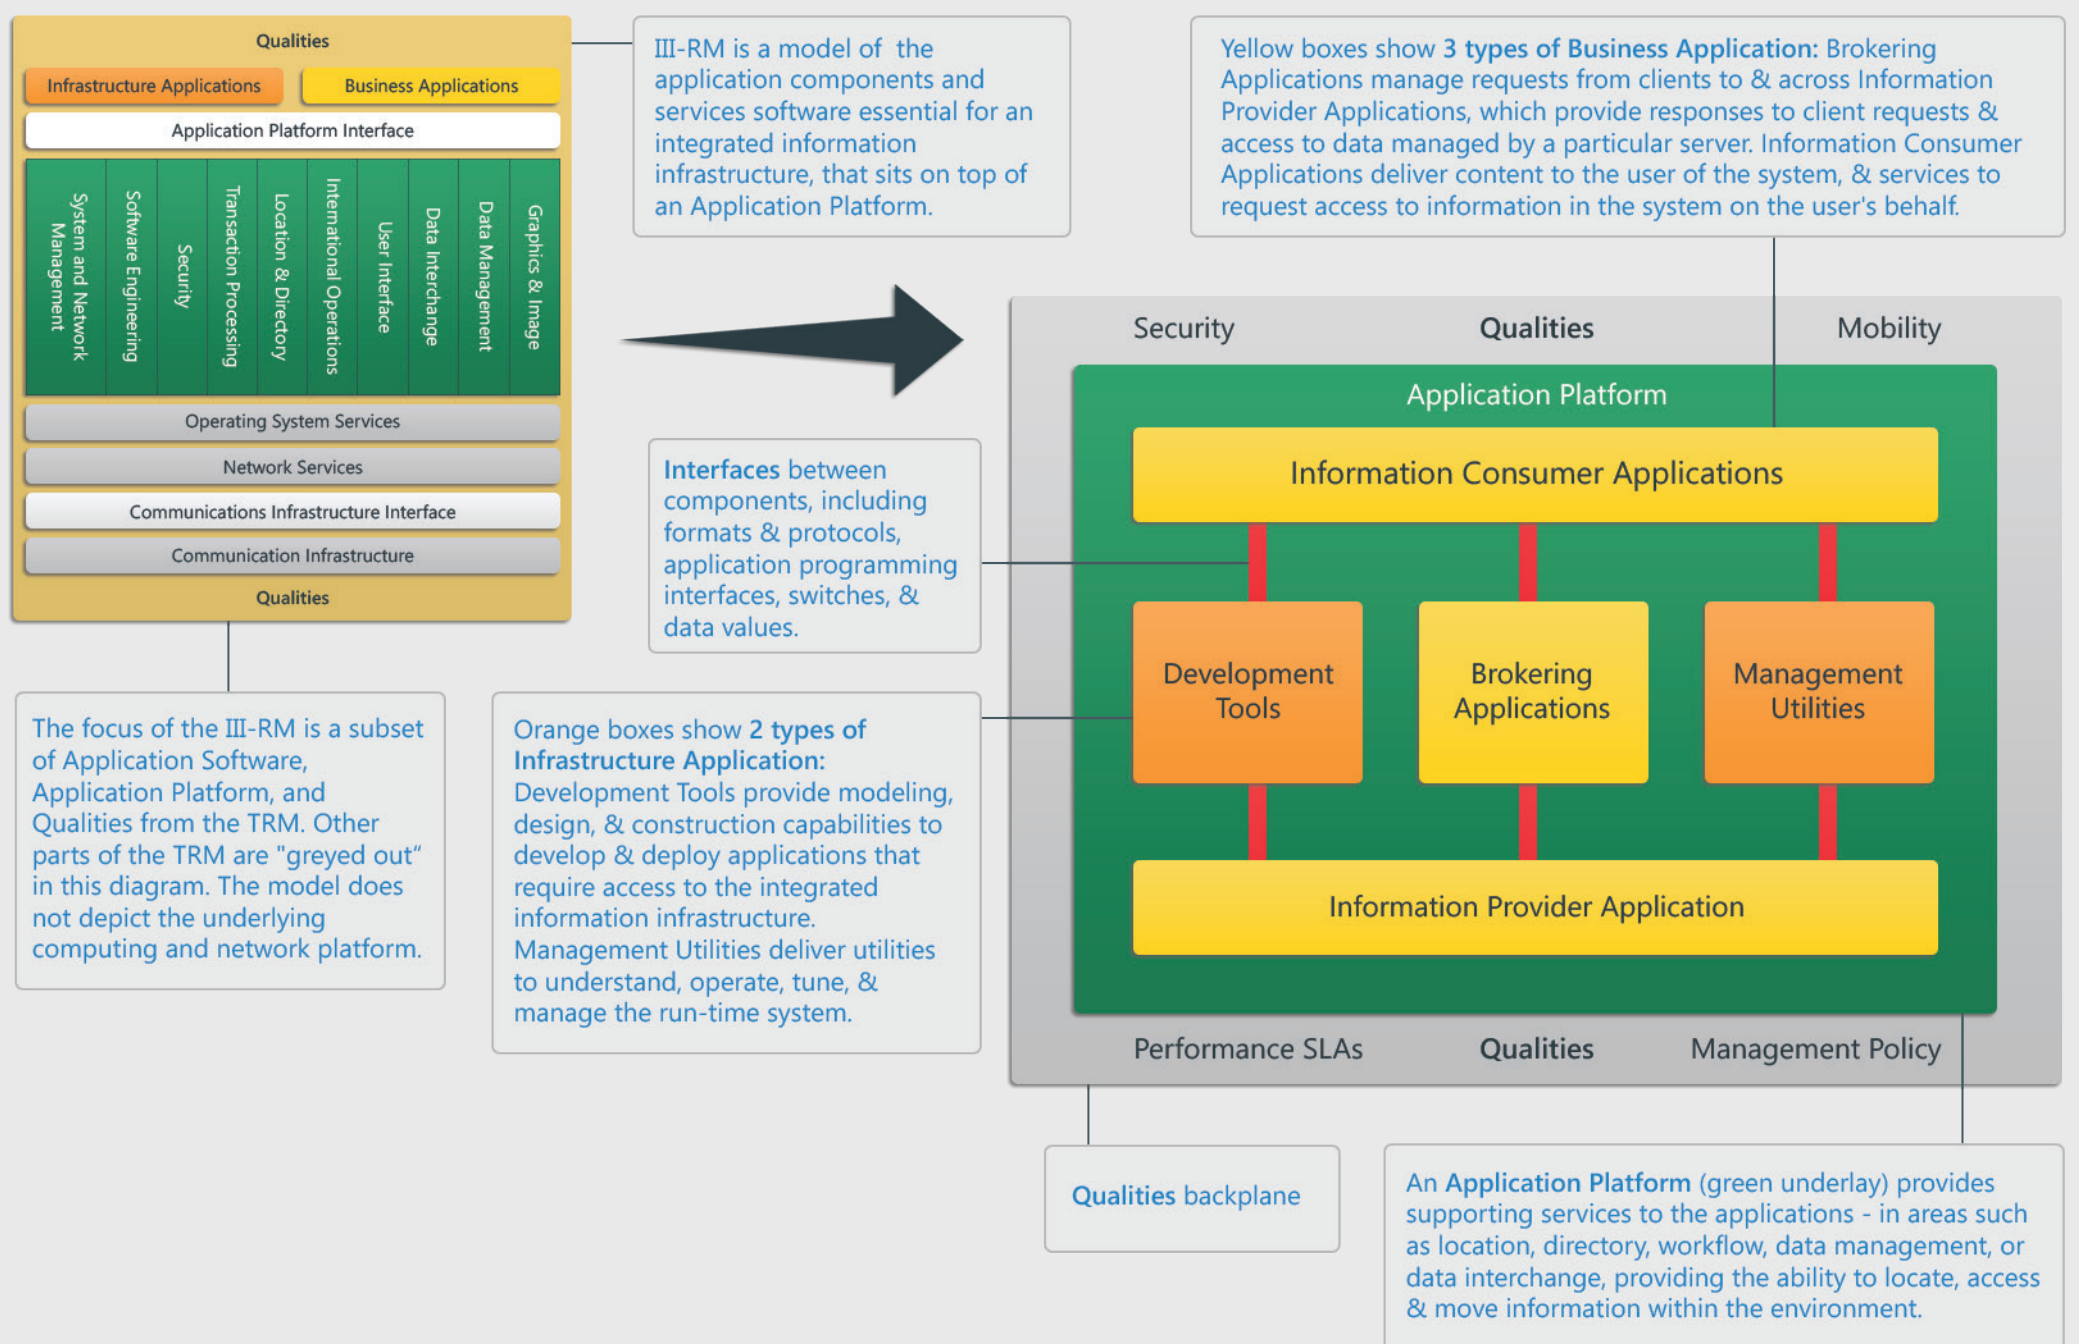 Qualities
Infrastructure Applications
Business Applications
Application Platform Interface
System and Network
Management
Software Engineering
Security
Transaction Processing
Location & Directory
International Operations
User Interface
Data Interchange
Data Management
Graphics & Image
Operating System Services
Network Services
Communications Infrastructure Interface
Communication Infrastructure
Qualities
III-RM is a model of the
application components and
services software essential for an
integrated information
infrastructure, that sits on top of
an Application Platform.
Yellow boxes show 3 types of Business Application: Brokering
Applications manage requests from clients to & across Information
Provider Applications, which provide responses to client requests &
access to data managed by a particular server. Information Consumer
Applications deliver content to the user of the system, & services to
request access to information in the system on the user's behalf.
Interfaces between
components, including
formats & protocols,
application programming
interfaces, switches, &
data values.
The focus of the III-RM is a subset
of Application Software,
Application Platform, and
Qualities from the TRM. Other
parts of the TRM are "greyed out“
in this diagram. The model does
not depict the underlying
computing and network platform.
Orange boxes show 2 types of
Infrastructure Application:
Development Tools provide modeling,
design, & construction capabilities to
develop & deploy applications that
require access to the integrated
information infrastructure.
Management Utilities deliver utilities
to understand, operate, tune, &
manage the run-time system.
Security
Qualities
Mobility
Application Platform
Information Consumer Applications
Development
Tools
Brokering
Applications
Management
Utilities
Information Provider Application
Performance SLAs
Qualities
Management Policy
Qualities backplane
An Application Platform (green underlay) provides
supporting services to the applications - in areas such
as location, directory, workflow, data management, or
data interchange, providing the ability to locate, access
& move information within the environment.